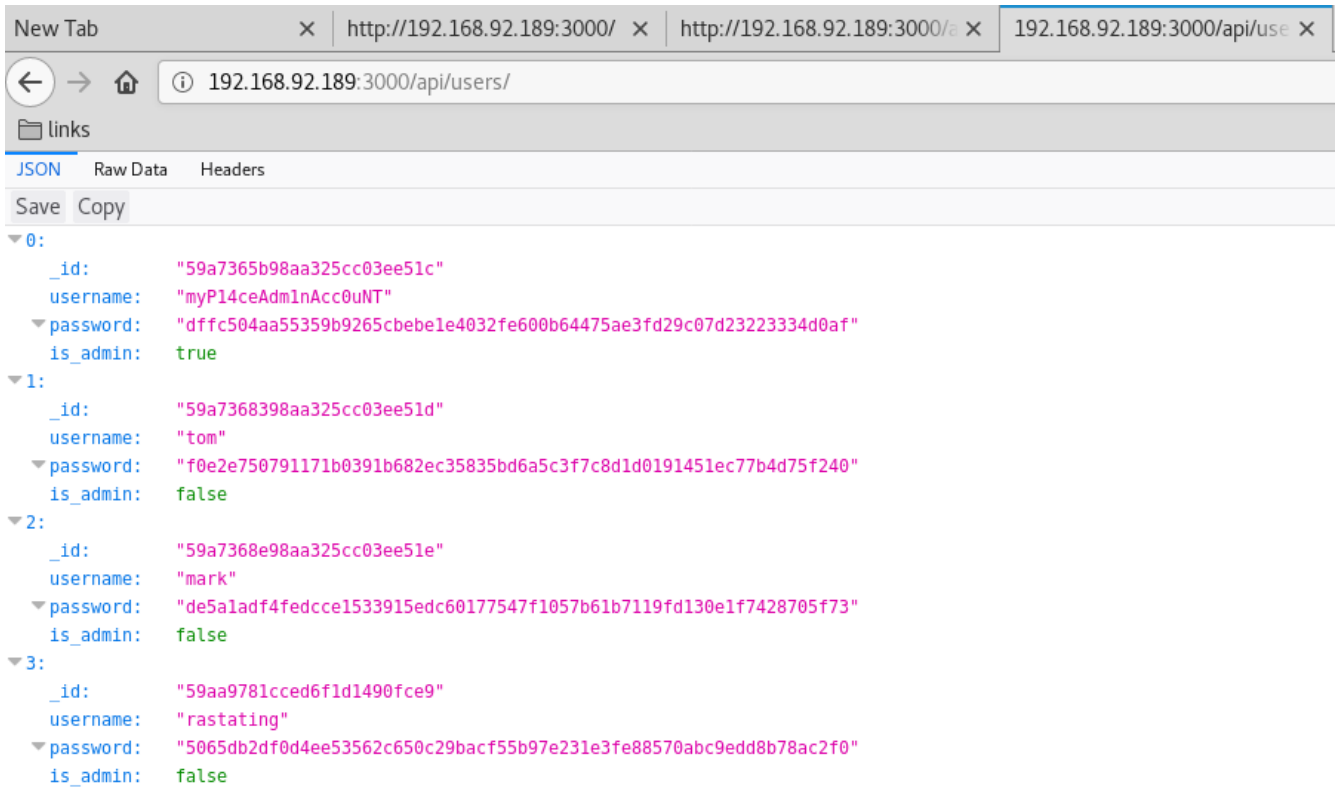 New Tab http://192.168.92.189:3000/ http://192.168.92.189:3000/a 192.168.92.189:3000/api/use
192.168.92.189:3000/api/users/
links
JSON Raw Data Headers
Save Copy
0:
_id: "59a7365b98aa325cc03ee51c"
username: "myP14ceAdm1nAcc0uNT"
password: "dffc504aa55359b9265cbebe1e4032fe600b64475ae3fd29c07d23223334d0af"
is_admin: true
1:
_id: "59a7368398aa325cc03ee51d"
username: "tom"
password: "f0e2e750791171b0391b682ec35835bd6a5c3f7c8d1d0191451ec77b4d75f240"
is_admin: false
2:
_id: "59a7368e98aa325cc03ee51e"
username: "mark"
password: "de5a1adf4fedcce1533915edc60177547f1057b61b7119fd130e1f7428705f73"
is_admin: false
3:
_id: "59aa9781cced6f1d1490fce9"
username: "rastating"
password: "5065db2df0d4ee53562c650c29bacf55b97e231e3fe88570abc9edd8b78ac2f0"
is_admin: false